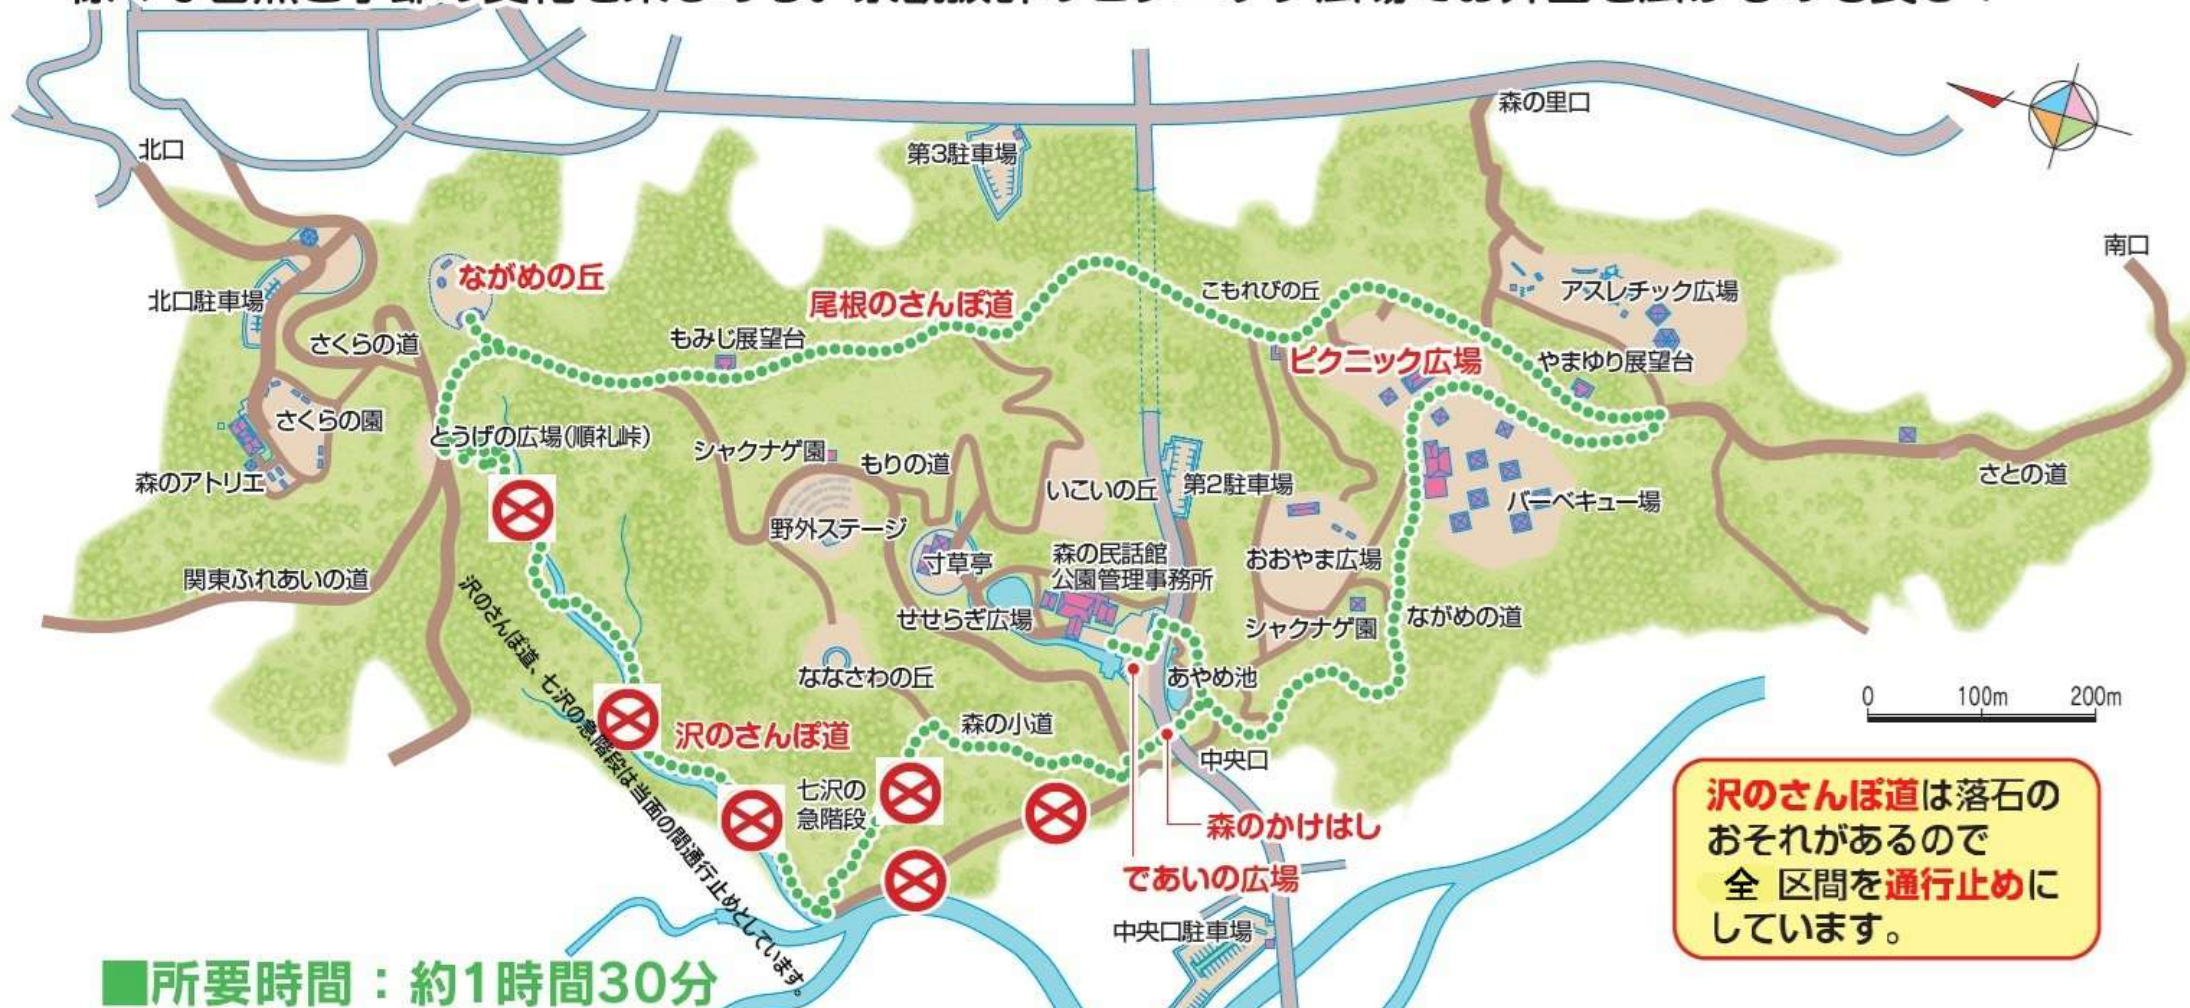 森の里口
北口
第3駐車場
南口
ながめの丘
北口駐車場
尾根のさんぽ道
こもれびの丘
アスレチック広場
さくらの道
もみじ展望台
ピクニック広場
やまゆり展望台
さくらの園
とうげの広場(順礼峠)
シャクナゲ園
もりの道
森のアトリエ
いこいの丘
第2駐車場
さとの道
バーベキュー場
野外ステージ
寸草亭
森の民話館
公園管理事務所
おおやま広場
関東ふれあいの道
せせらぎ広場
シャクナゲ園
ながめの道
ななさわの丘
あやめ池
0 100m 200m
沢のさんぽ道
森の小道
中央口
七沢の
急階段
森のかけはし
であいの広場
中央口駐車場
沢のさんぽ道、七沢の急階段は当面の間通行止めとしています。
沢のさんぽ道は落石の
おそれがあるので
全 区間を通行止めに
しています。
■所要時間：約1時間30分